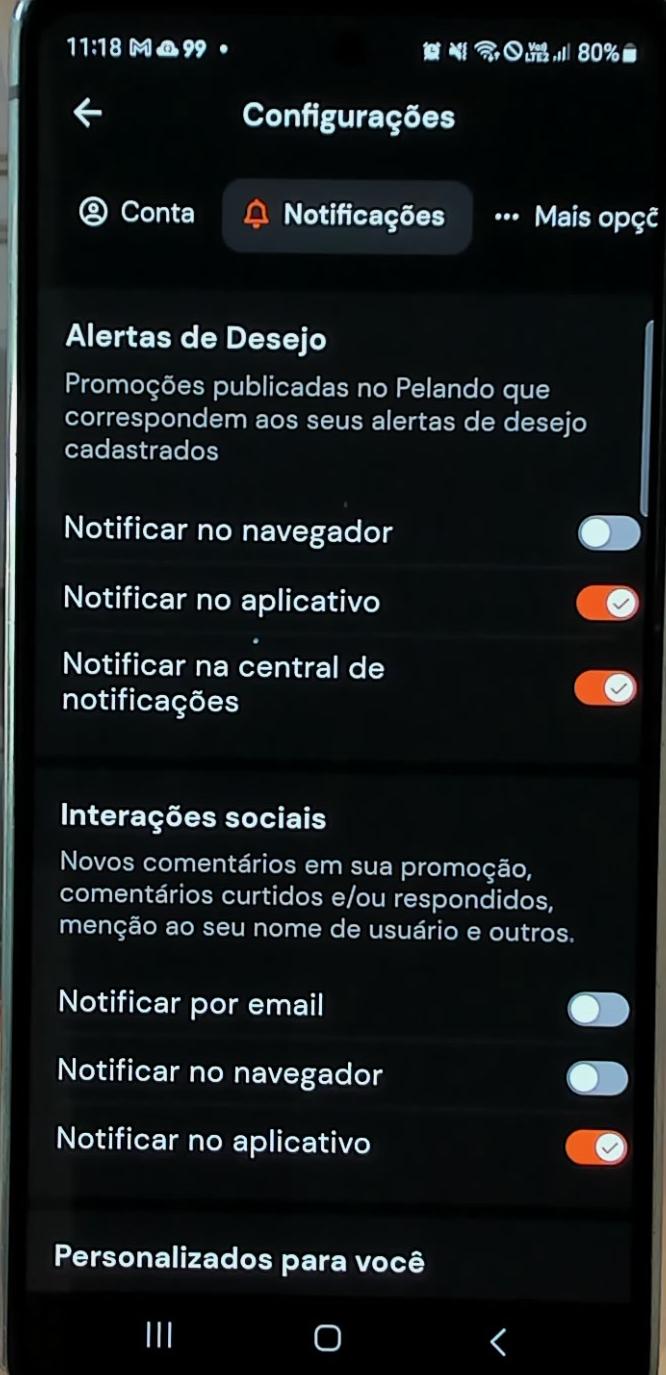 11:18 M 99 • Vo) LTE2 80%
Configurações
Conta Notificações ••• Mais opçõ
Alertas de Desejo
Promoções publicadas no Pelando que
correspondem aos seus alertas de desejo
cadastrados
Notificar no navegador
Notificar no aplicativo
Notificar na central de
notificações
Interações sociais
Novos comentários em sua promoção,
comentários curtidos e/ou respondidos,
menção ao seu nome de usuário e outros.
Notificar por email
Notificar no navegador
Notificar no aplicativo
Personalizados para você